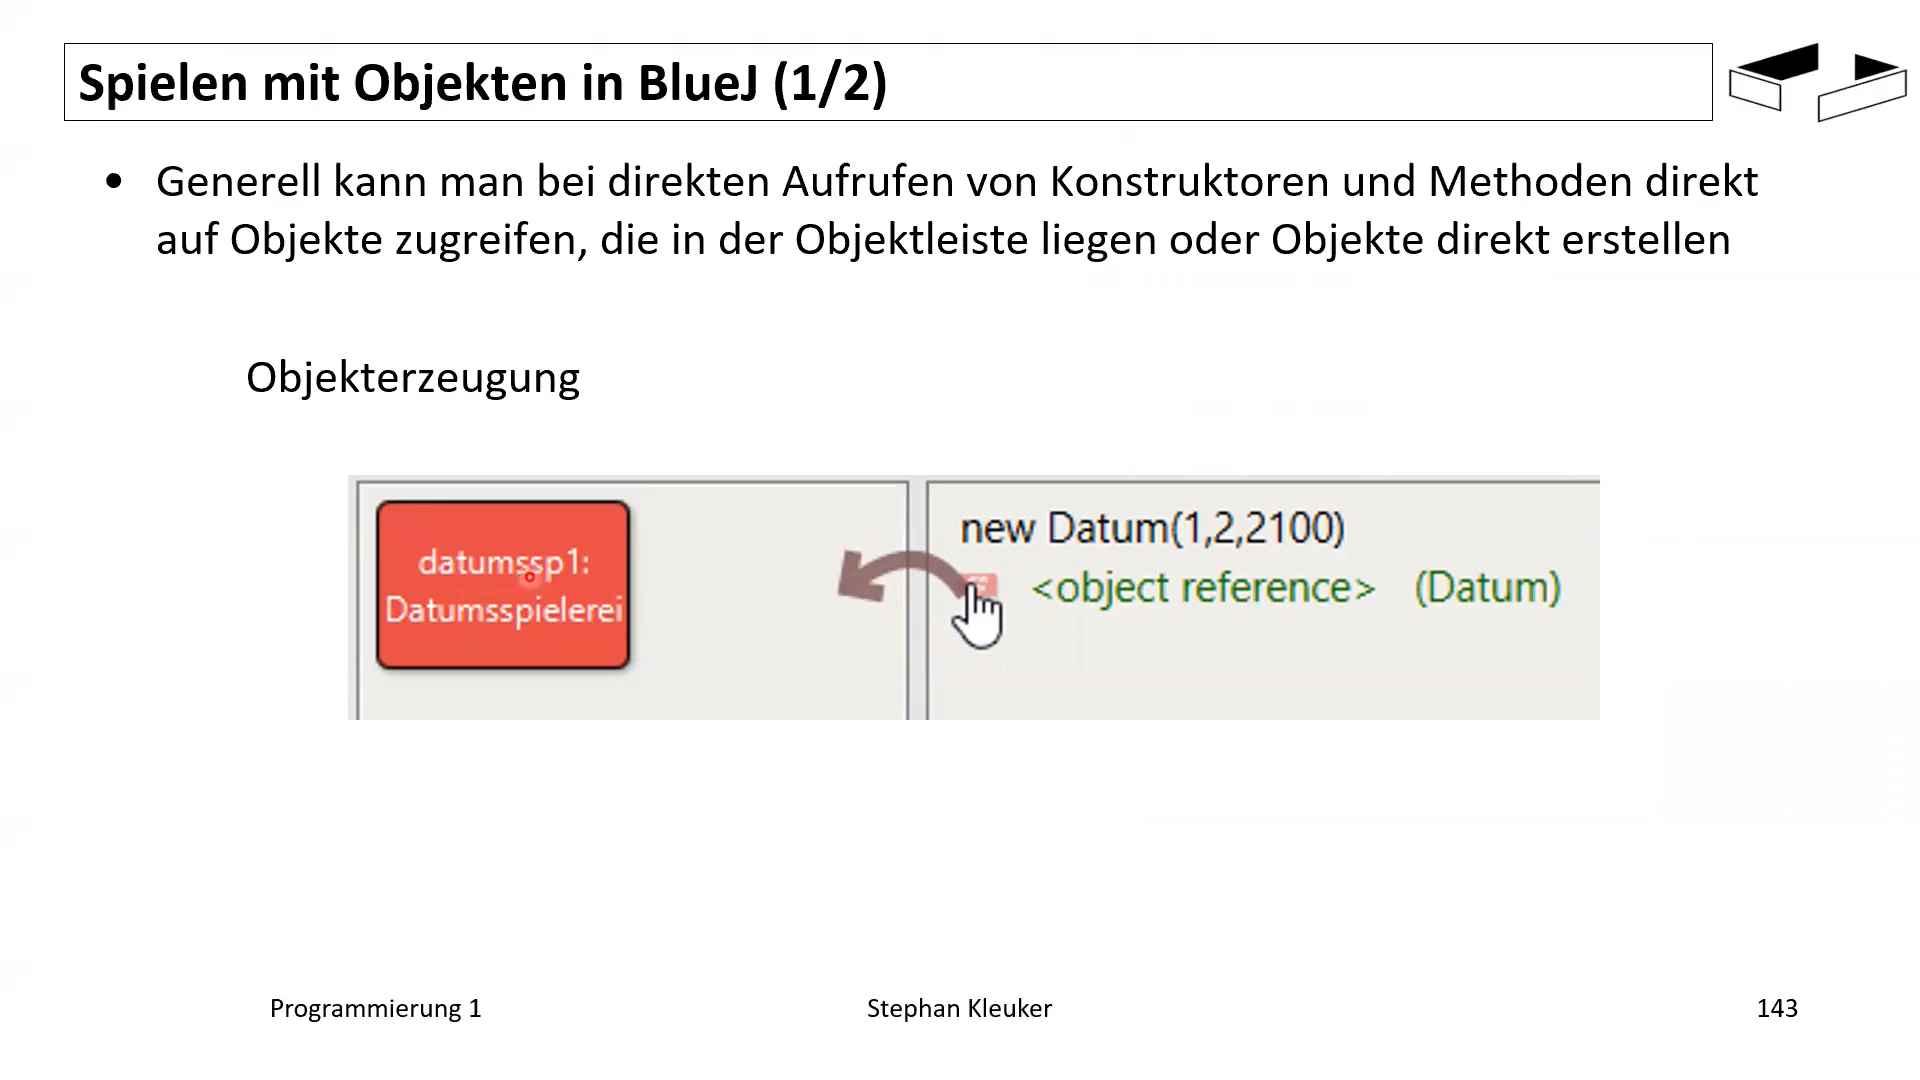 Spielen mit Objekten in BlueJ (1/2)
• Generell kann man bei direkten Aufrufen von Konstruktoren und Methoden direkt
auf Objekte zugreifen, die in der Objektleiste liegen oder Objekte direkt erstellen
Objekterzeugung
datumssp1:
Datumsspielerei
new Datum(1,2,2100)
<object reference> (Datum)
Programmierung 1
Stephan Kleuker
143